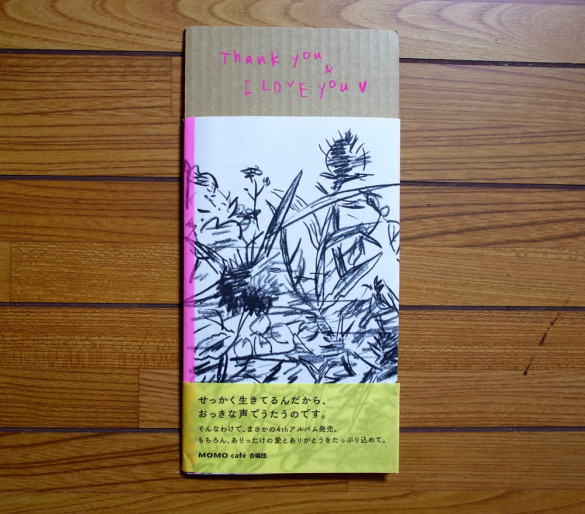 Thank you
&
I LOVE you ♥
せっかく生きてるんだから、
おっきな声でうたうのです。
そんなわけで、まさかの4thアルバム発売。
もちろん、ありったけの愛とありがとうをたっぷり込めて。
MOMO café 合唱団